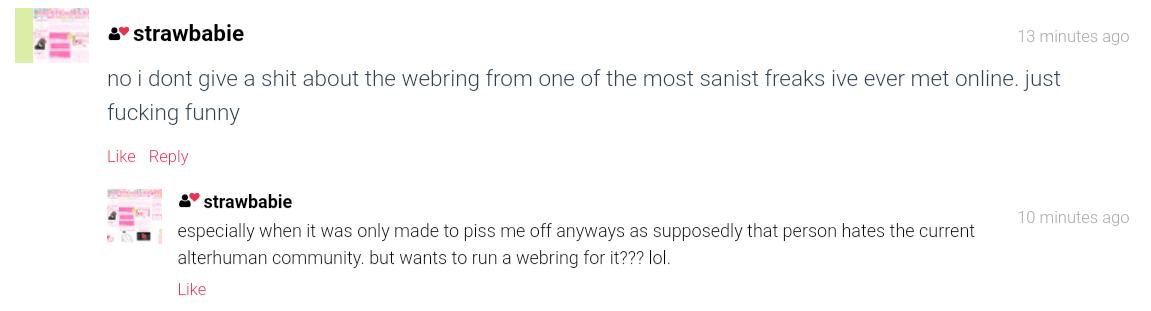 strawbabie
13 minutes ago
no i dont give a shit about the webring from one of the most sanist freaks ive ever met online. just
fucking funny
Like Reply
strawbabie
10 minutes ago
especially when it was only made to piss me off anyways as supposedly that person hates the current
alterhuman community. but wants to run a webring for it??? lol.
Like